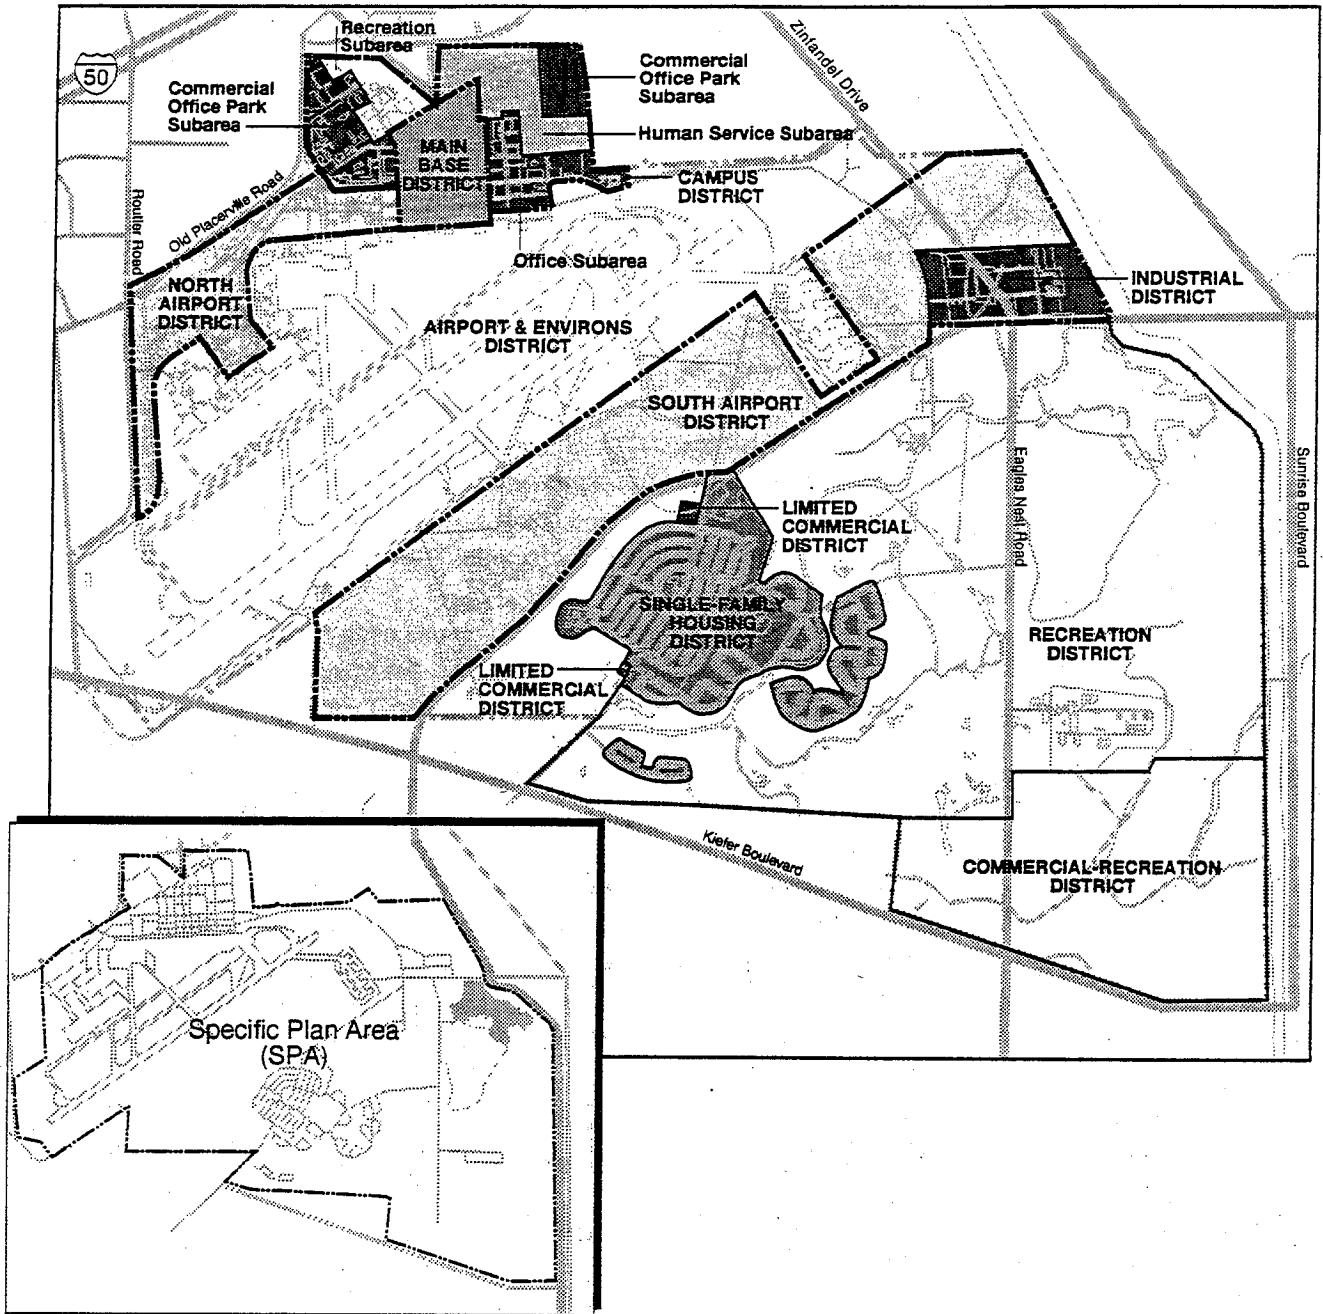 Recreation
Subarea
50
Commercial
Office Park
Subarea
Commercial
Office Park
Subarea
Zinfandel Drive
Human Service Subarea
MAIN
BASE
DISTRICT
CAMPUS
DISTRICT
Routier Road
Old Placerville Road
Office Subarea
NORTH
AIRPORT
DISTRICT
INDUSTRIAL
DISTRICT
AIRPORT & ENVIRONS
DISTRICT
SOUTH AIRPORT
DISTRICT
Eagles Nest Road
Sunrise Boulevard
LIMITED
COMMERCIAL
DISTRICT
SINGLE-FAMILY
HOUSING
DISTRICT
RECREATION
DISTRICT
LIMITED
COMMERCIAL
DISTRICT
Kiefer Boulevard
COMMERCIAL-RECREATION
DISTRICT
Specific Plan Area
(SPA)